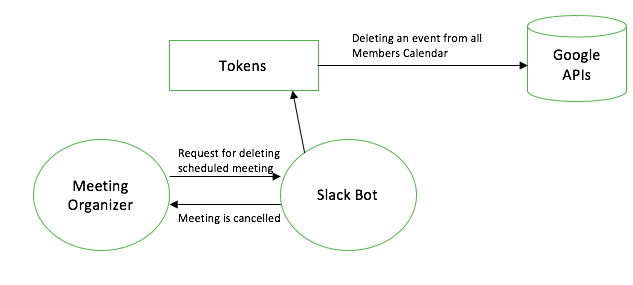 Deleting an event from all
Members Calendar
Tokens
Google
APIs
Request for deleting
scheduled meeting
Meeting
Organizer
Slack Bot
Meeting is cancelled